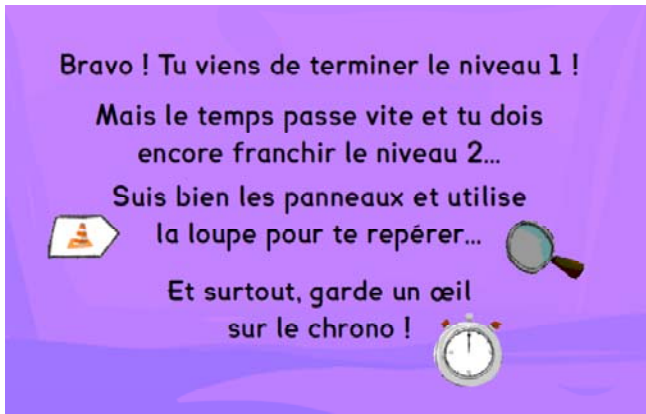 Bravo ! Tu viens de terminer le niveau 1 !
Mais le temps passe vite et tu dois
encore franchir le niveau 2...
Suis bien les panneaux et utilise
la loupe pour te repérer...
Et surtout, garde un œil
sur le chrono !